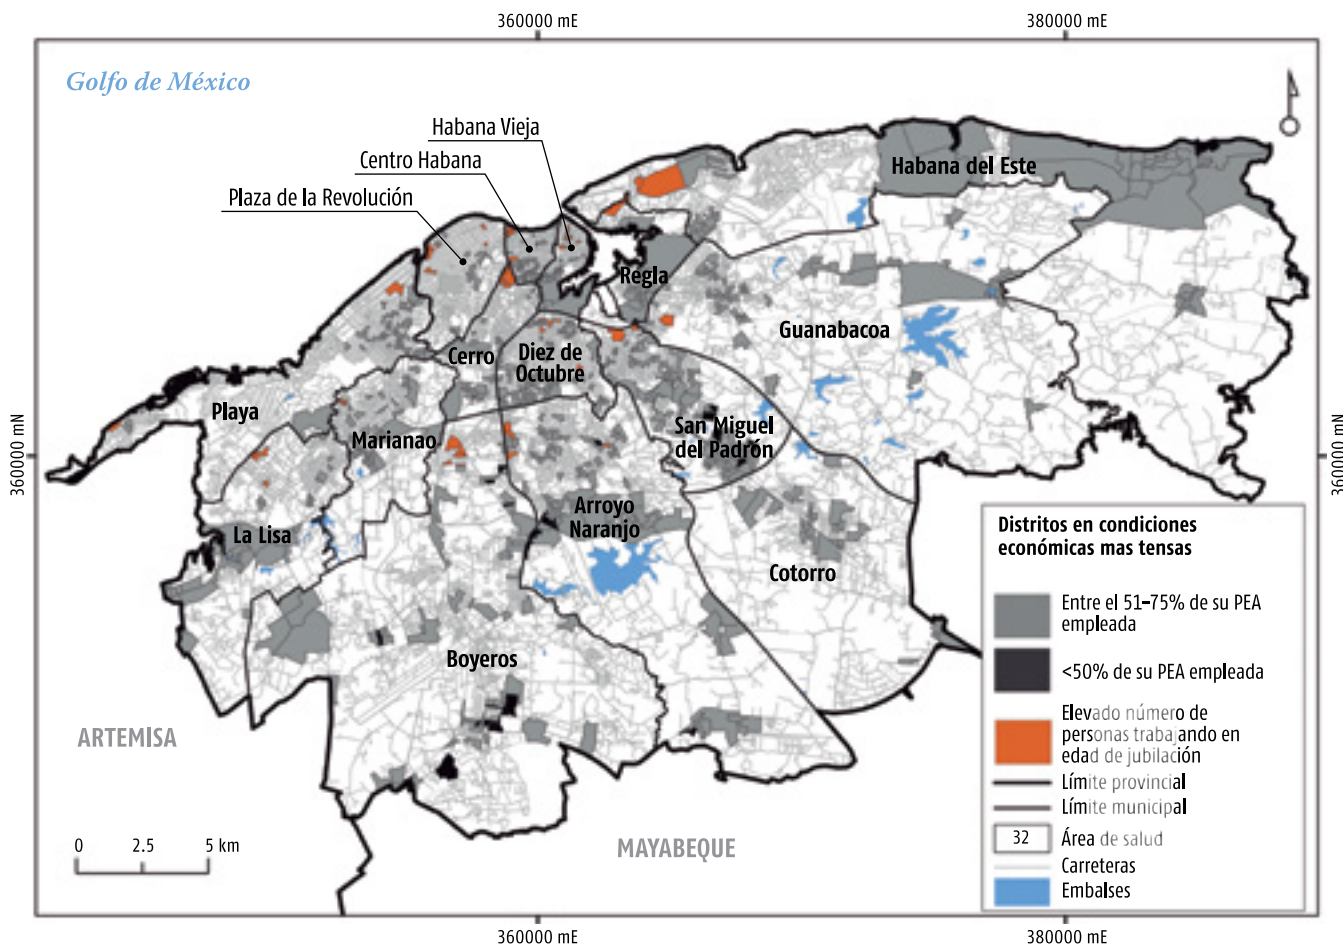 360000 mE
380000 mE
Golfo de México
Habana Vieja
Centro Habana
Plaza de la Revolución
Habana del Este
Regla
Guanabacoa
Cerro
Diez de
Octubre
Playa
Marianao
San Miguel
del Padrón
360000 mN
360000 mN
Arroyo
Naranjo
La Lisa
Cotorro
Boyeros
ARTEMISA
MAYABEQUE
0 2.5 5 km
Distritos en condiciones
económicas mas tensas
Entre el 51–75% de su PEA
empleada
<50% de su PEA empleada
Elevado número de
personas trabajando en
edad de jubilación
Límite provincial
Límite municipal
32
Área de salud
Carreteras
Embalses
360000 mE
380000 mE